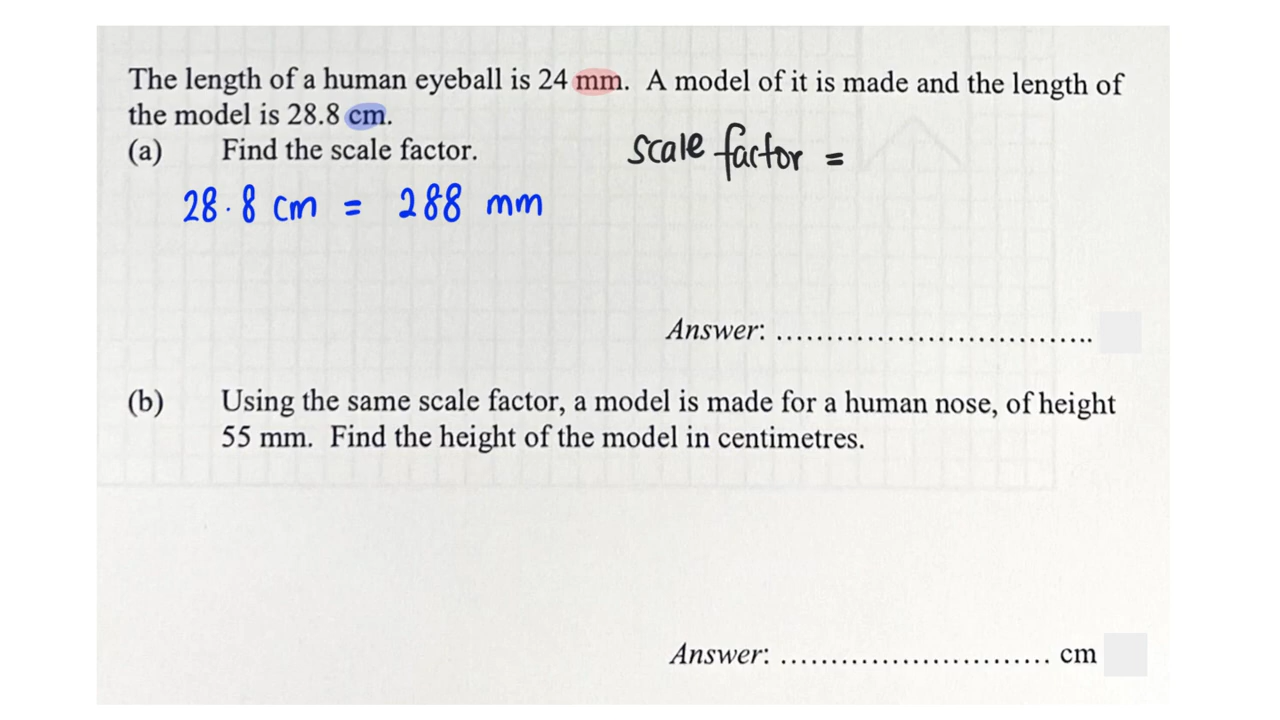 The length of a human eyeball is 24 mm. A model of it is made and the length of
the model is 28.8 cm.
(a) Find the scale factor.
scale factor =
28.8 cm = 288 mm
Answer: ....................................
(b) Using the same scale factor, a model is made for a human nose, of height
55 mm. Find the height of the model in centimetres.
Answer: .............................. cm